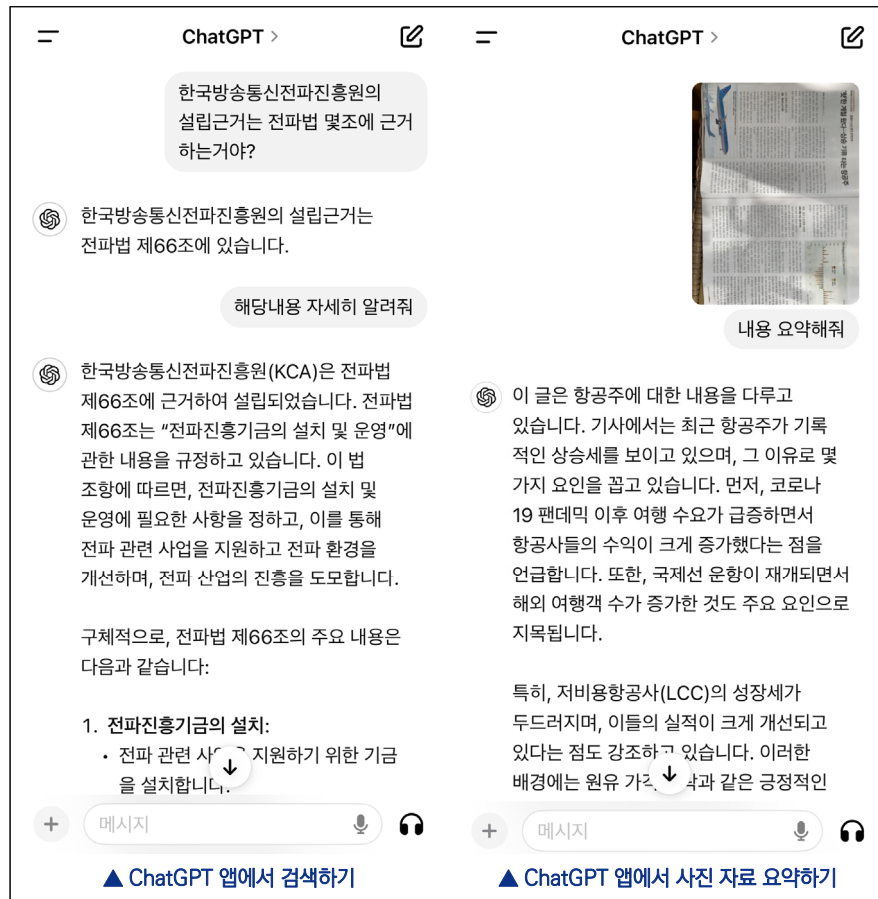 ChatGPT >
한국방송통신전파진흥원의
설립근거는 전파법 몇조에 근거
하는거야?
한국방송통신전파진흥원의 설립근거는
전파법 제66조에 있습니다.
해당내용 자세히 알려줘
한국방송통신전파진흥원(KCA)은 전파법
제66조에 근거하여 설립되었습니다. 전파법
제66조는 “전파진흥기금의 설치 및 운영”에
관한 내용을 규정하고 있습니다. 이 법
조항에 따르면, 전파진흥기금의 설치 및
운영에 필요한 사항을 정하고, 이를 통해
전파 관련 사업을 지원하고 전파 환경을
개선하며, 전파 산업의 진흥을 도모합니다.
구체적으로, 전파법 제66조의 주요 내용은
다음과 같습니다:
1. 전파진흥기금의 설치:
• 전파 관련 지원하기 위한 기금
을 설치합니다.
메시지
▲ ChatGPT 앱에서 검색하기
ChatGPT >
내용 요약해줘
이 글은 항공주에 대한 내용을 다루고
있습니다. 기사에서는 최근 항공주가 기록
적인 상승세를 보이고 있으며, 그 이유로 몇
가지 요인을 꼽고 있습니다. 먼저, 코로나
19 팬데믹 이후 여행 수요가 급증하면서
항공사들의 수익이 크게 증가했다는 점을
언급합니다. 또한, 국제선 운항이 재개되면서
해외 여행객 수가 증가한 것도 주요 요인으로
지목됩니다.
특히, 저비용항공사(LCC)의 성장세가
두드러지며, 이들의 실적이 크게 개선되고
있다는 점도 강조하고 있습니다. 이러한
배경에는 원유 같은 긍정적인
메시지
▲ ChatGPT 앱에서 사진 자료 요약하기